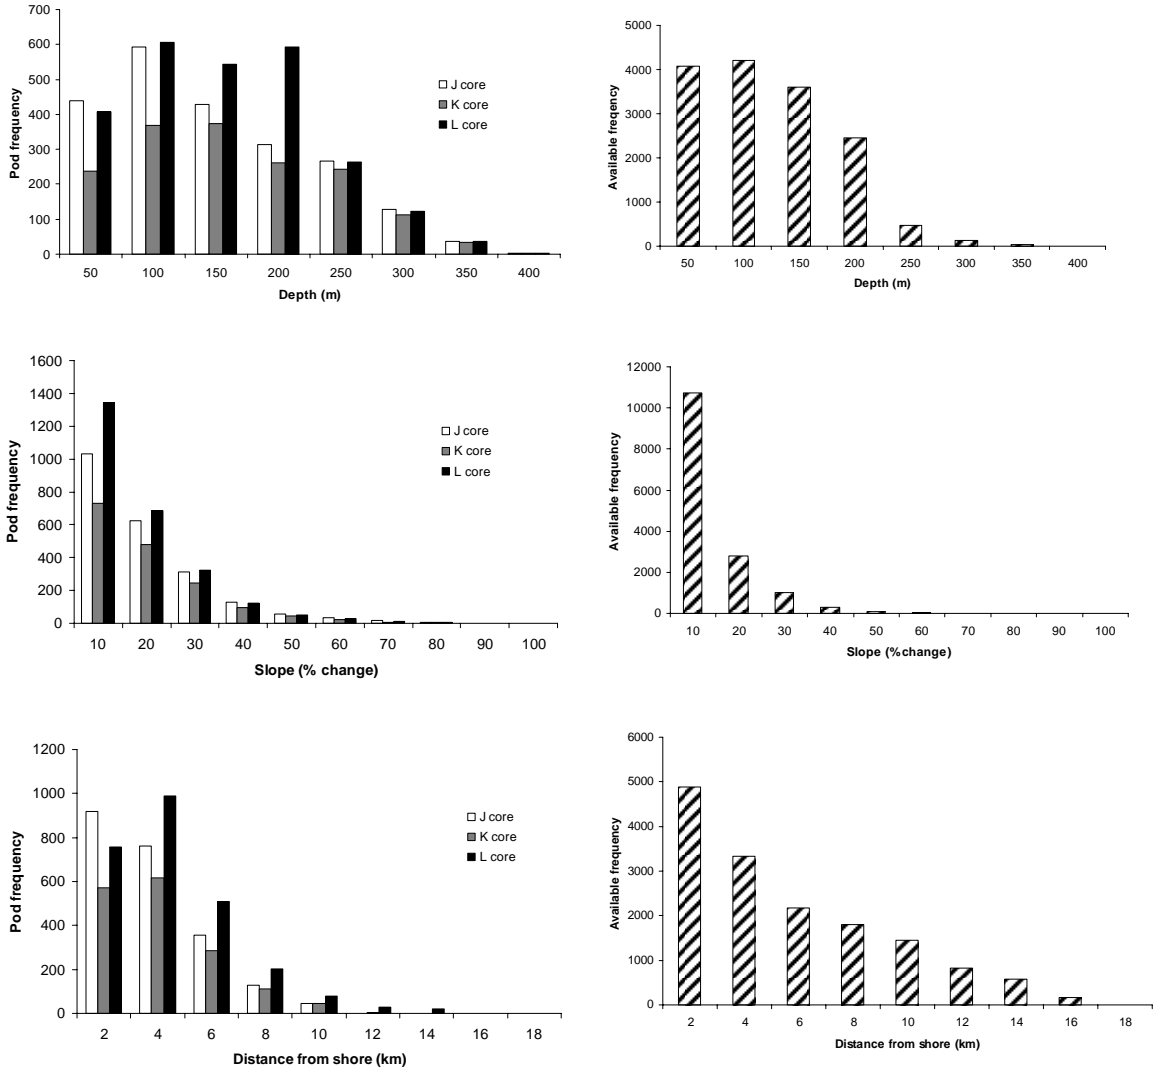 700
600
500
400
300
200
100
0
Pod frequency
J core
K core
L core
50 100 150 200 250 300 350 400
Depth (m)
5000
4000
3000
2000
1000
0
Available freqency
50 100 150 200 250 300 350 400
Depth (m)
1600
1400
1200
1000
800
600
400
200
0
Pod frequency
J core
K core
L core
10 20 30 40 50 60 70 80 90 100
Slope (% change)
12000
10000
8000
6000
4000
2000
0
Available frequency
10 20 30 40 50 60 70 80 90 100
Slope (%change)
1200
1000
800
600
400
200
0
Pod frequency
J core
K core
L core
2 4 6 8 10 12 14 16 18
Distance from shore (km)
6000
5000
4000
3000
2000
1000
0
Available frequency
2 4 6 8 10 12 14 16 18
Distance from shore (km)